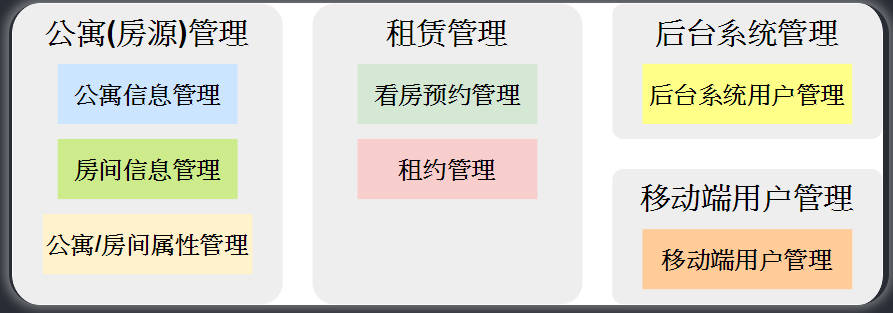 公寓(房源)管理
公寓信息管理
房间信息管理
公寓/房间属性管理
租赁管理
看房预约管理
租约管理
后台系统管理
后台系统用户管理
移动端用户管理
移动端用户管理